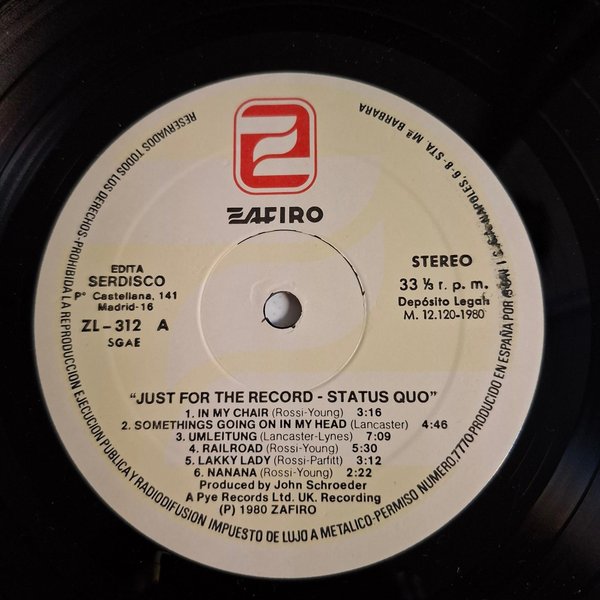 ZAFIRO
EDITA
SERDISCO
Pº Castellana, 141
Madrid-16
ZL-312 A
SGAE
STEREO
33 ⅓ r. p. m.
Depósito Legah
M. 12.120-1980
"JUST FOR THE RECORD - STATUS QUO"
1. IN MY CHAIR (Rossi-Young) 3:16
2. SOMETHINGS GOING ON IN MY HEAD (Lancaster) 4:46
3. UMLEITUNG (Lancaster-Lynes) 7:09
4. RAILROAD (Rossi-Young) 5:30
5. LAKKY LADY (Rossi-Parfitt) 3:12
6. NANANA (Rossi-Young) 2:22
Produced by John Schroeder
A Pye Records Ltd. UK. Recording
(P) 1980 ZAFIRO
RESERVADOS TODOS LOS DERECHOS-PROHIBIDA LA REPRODUCCION EJECUCION PUBLICA Y RADIODIFUSION IMPUESTO DE LUJO A METALICO-PERMISO NUMERO.7770 PRODUCIDO EN ESPAÑA POR NAPOLES, 6-8-STA. Mª BARBARA